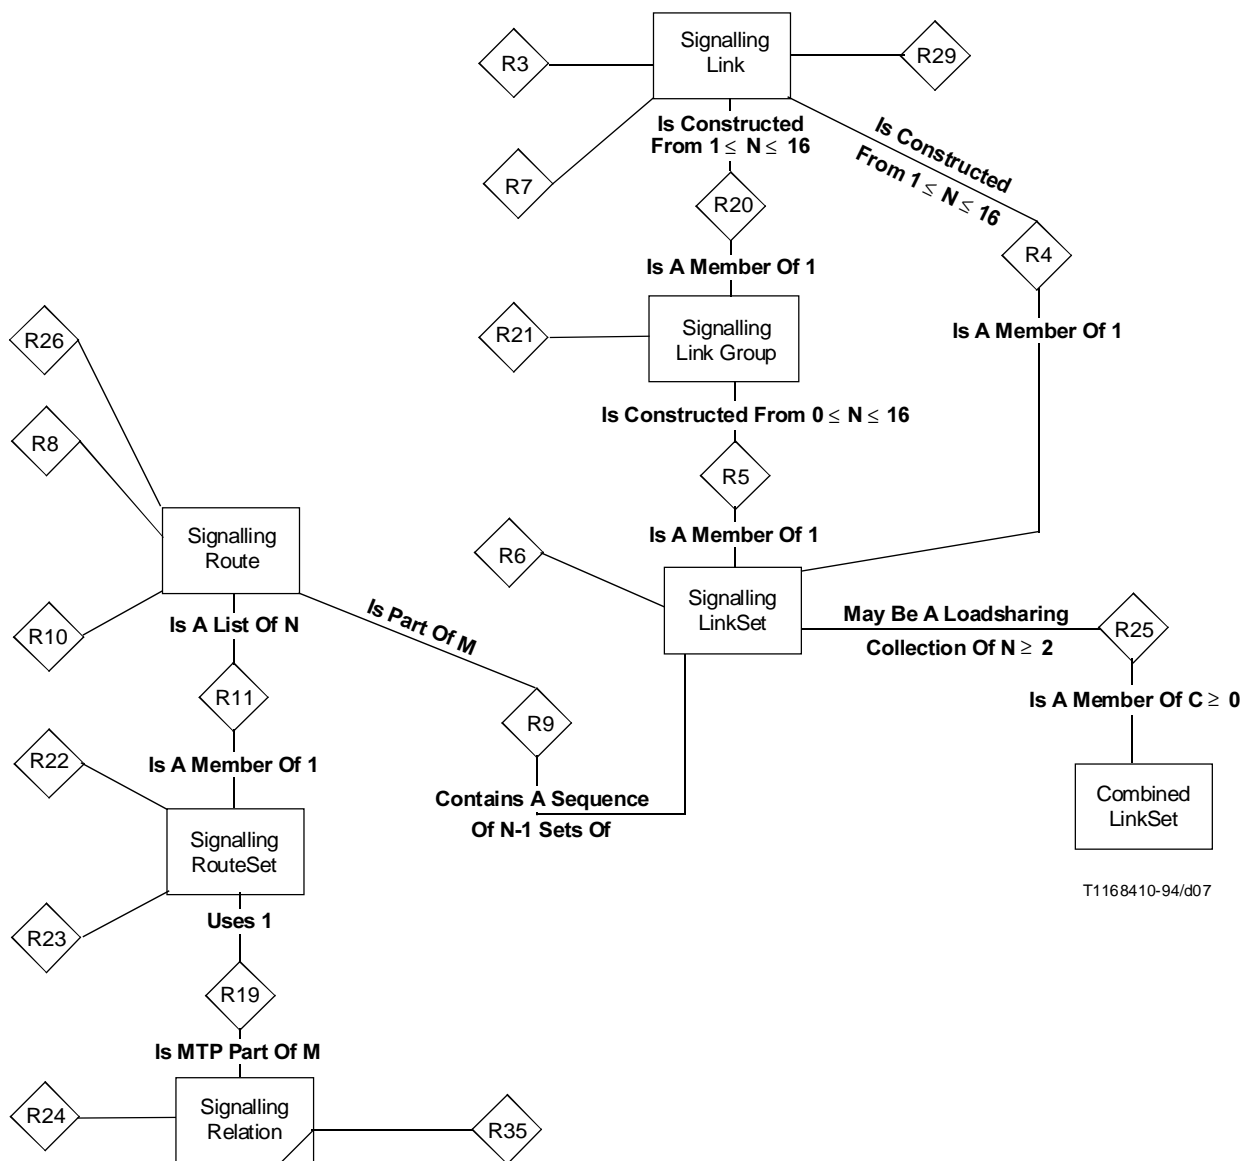 Signalling
Link
R3
R29
Is Constructed
From 1 ≤ N ≤ 16
Is Constructed
From 1 ≤ N ≤ 16
R7
R20
R4
Is A Member Of 1
Is A Member Of 1
R21
Signalling
Link Group
R26
Is Constructed From 0 ≤ N ≤ 16
R8
R5
Is A Member Of 1
Signalling
Route
R6
Signalling
LinkSet
May Be A Loadsharing
Collection Of N ≥ 2
R25
R10
Is A List Of N
Is Part Of M
R11
R9
Is A Member Of C ≥ 0
R22
Is A Member Of 1
Contains A Sequence
Of N-1 Sets Of
Combined
LinkSet
Signalling
RouteSet
T1168410-94/d07
Uses 1
R23
R19
Is MTP Part Of M
R24
Signalling
Relation
R35